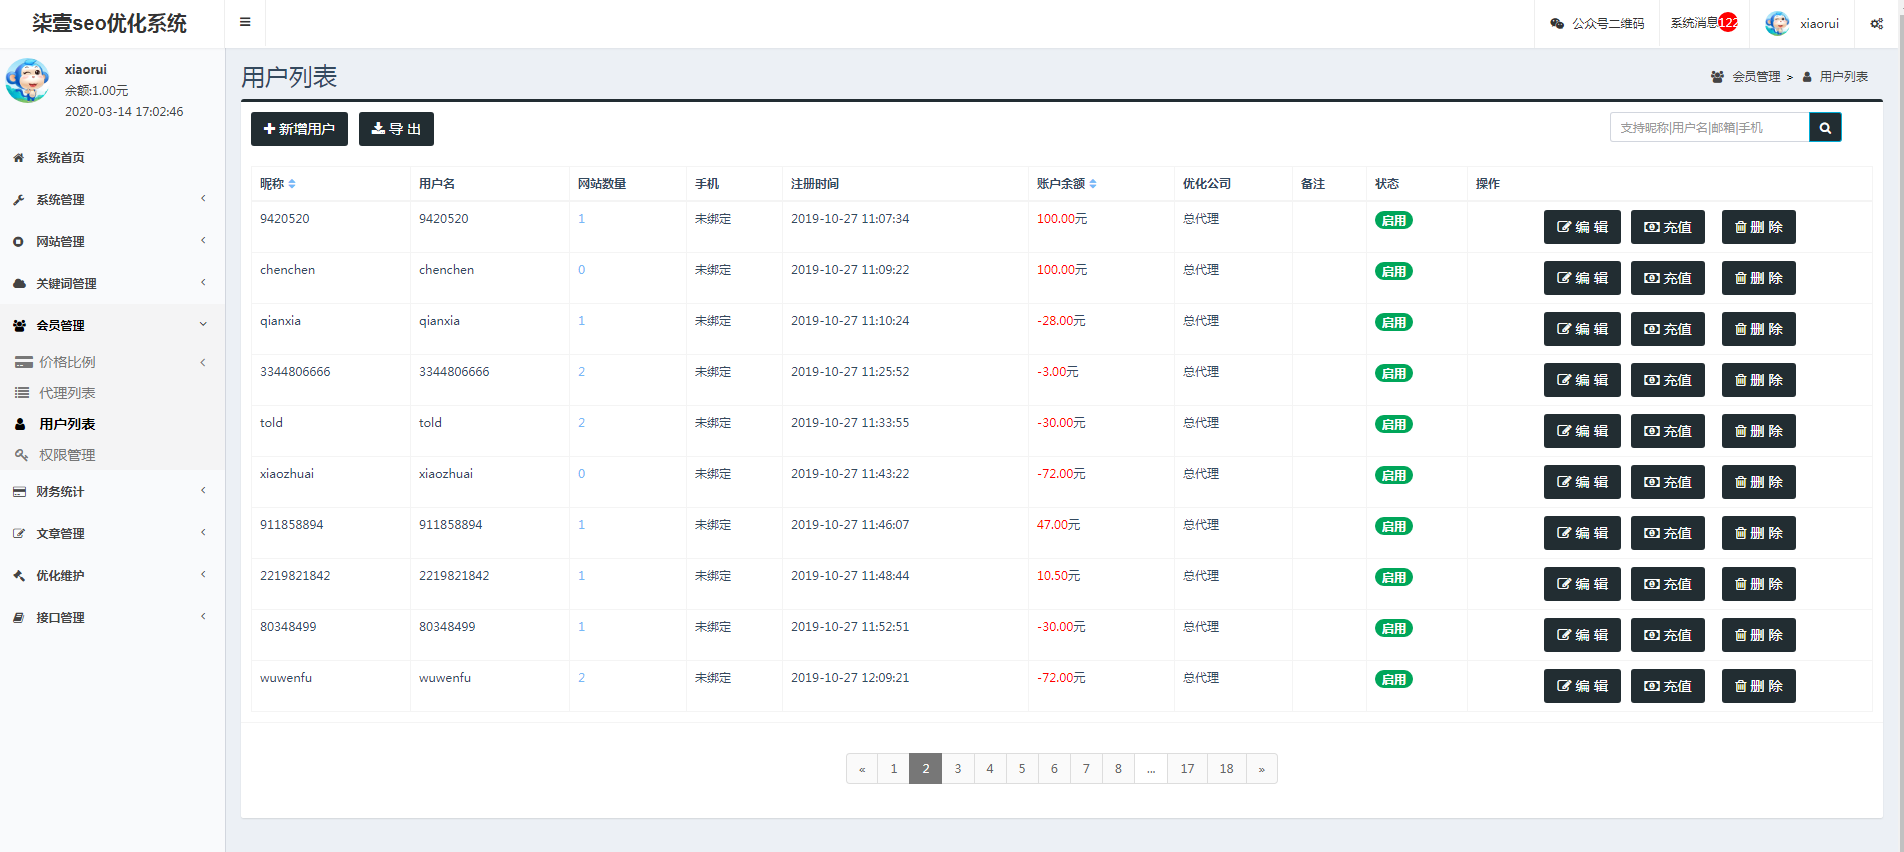 柒壹seo优化系统
公众号二维码
系统消息122
xiaorui
xiaorui
余额:1.00元
2020-03-14 17:02:46
系统首页
系统管理
网站管理
关键词管理
会员管理
价格比例
代理列表
用户列表
权限管理
财务统计
文章管理
优化维护
接口管理
用户列表
会员管理 > 用户列表
新增用户 导 出
支持昵称|用户名|邮箱|手机
昵称 用户名 网站数量 手机 注册时间 账户余额 优化公司 备注 状态 操作
9420520 9420520 1 未绑定 2019-10-27 11:07:34 100.00元 总代理 启用 编 辑 充值 删 除
chenchen chenchen 0 未绑定 2019-10-27 11:09:22 100.00元 总代理 启用 编 辑 充值 删 除
qianxia qianxia 1 未绑定 2019-10-27 11:10:24 -28.00元 总代理 启用 编 辑 充值 删 除
3344806666 3344806666 2 未绑定 2019-10-27 11:25:52 -3.00元 总代理 启用 编 辑 充值 删 除
told told 2 未绑定 2019-10-27 11:33:55 -30.00元 总代理 启用 编 辑 充值 删 除
xiaozhuai xiaozhuai 0 未绑定 2019-10-27 11:43:22 -72.00元 总代理 启用 编 辑 充值 删 除
911858894 911858894 1 未绑定 2019-10-27 11:46:07 47.00元 总代理 启用 编 辑 充值 删 除
2219821842 2219821842 1 未绑定 2019-10-27 11:48:44 10.50元 总代理 启用 编 辑 充值 删 除
80348499 80348499 1 未绑定 2019-10-27 11:52:51 -30.00元 总代理 启用 编 辑 充值 删 除
wuwenfu wuwenfu 2 未绑定 2019-10-27 12:09:21 -72.00元 总代理 启用 编 辑 充值 删 除
« 1 2 3 4 5 6 7 8 ... 17 18 »